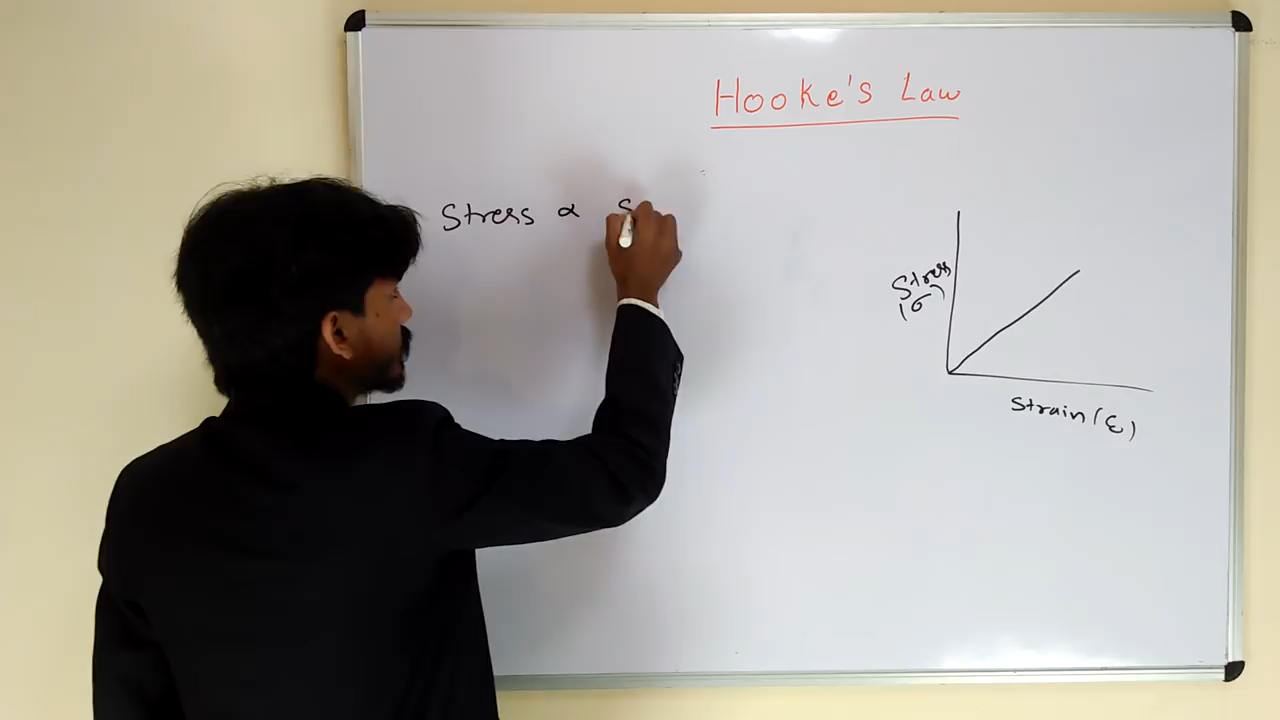 Hooke's Law
Stress ∝ S
Stress
(σ)
Strain (ε)